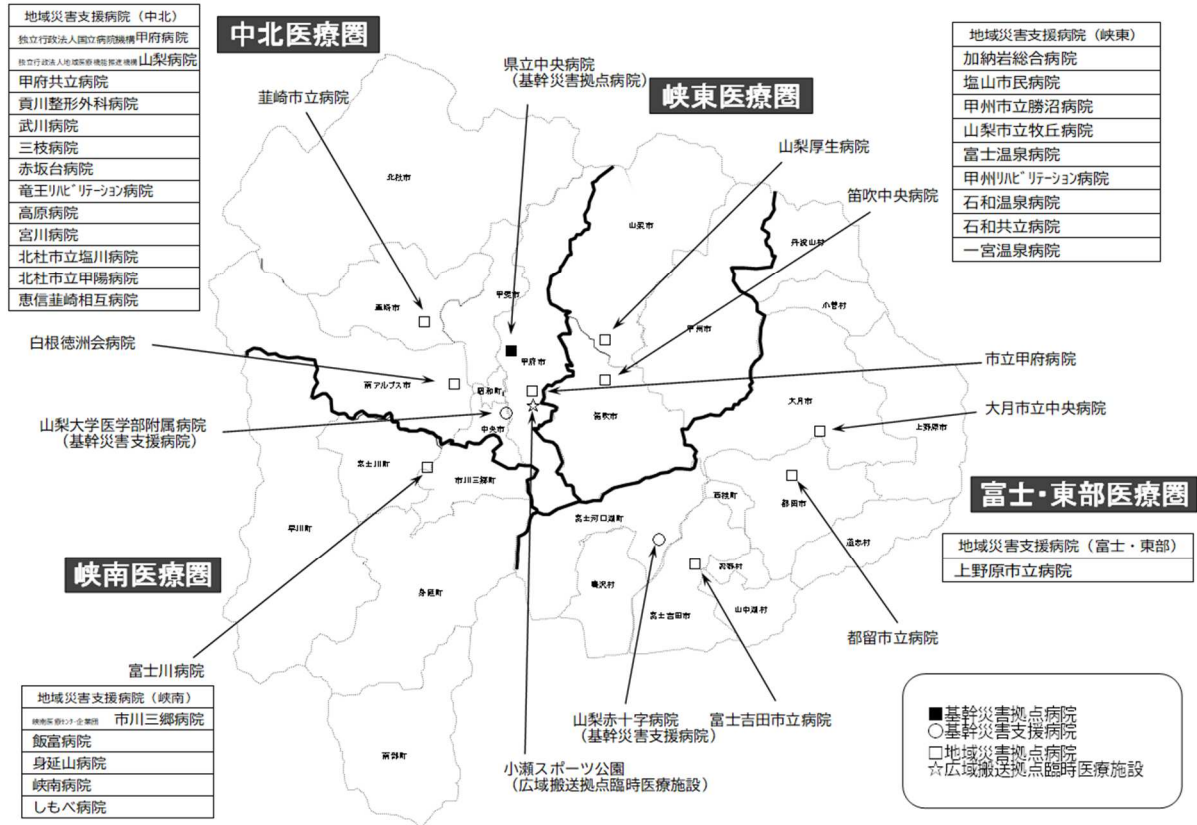 地域災害支援病院（中北）
独立行政法人国立病院機構甲府病院
独立行政法人地域医療機能推進機構山梨病院
甲府共立病院
貢川整形外科病院
武川病院
三枝病院
赤坂台病院
竜王ﾘﾊﾋﾞﾘﾃｰｼｮﾝ病院
高原病院
宮川病院
北杜市立塩川病院
北杜市立甲陽病院
恵信韮崎相互病院
中北医療圏
県立中央病院
（基幹災害拠点病院）
韮崎市立病院
峡東医療圏
地域災害支援病院（峡東）
加納岩総合病院
塩山市民病院
甲州市立勝沼病院
山梨市立牧丘病院
富士温泉病院
甲州ﾘﾊﾋﾞﾘﾃｰｼｮﾝ病院
石和温泉病院
石和共立病院
一宮温泉病院
山梨厚生病院
笛吹中央病院
北杜市
山梨市
丹波山村
小菅村
韮崎市
甲斐市
甲州市
甲府市
白根徳洲会病院
南アルプス市
昭和町
市立甲府病院
笛吹市
大月市
大月市立中央病院
上野原市
山梨大学医学部附属病院
（基幹災害支援病院）
中央市
富士川町
市川三郷町
西桂町
都留市
富士・東部医療圏
地域災害支援病院（富士・東部）
上野原市立病院
早川町
富士河口湖町
道志村
峡南医療圏
身延町
鳴沢村
忍野村
富士吉田市
山中湖村
都留市立病院
富士川病院
地域災害支援病院（峡南）
峡南医療ｾﾝﾀｰ企業団 市川三郷病院
飯富病院
身延山病院
峡南病院
しもべ病院
南部町
山梨赤十字病院
（基幹災害支援病院）
富士吉田市立病院
小瀬スポーツ公園
（広域搬送拠点臨時医療施設）
■基幹災害拠点病院
○基幹災害支援病院
□地域災害拠点病院
☆広域搬送拠点臨時医療施設